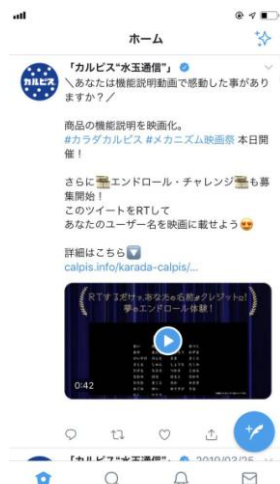 ホーム
カルピス
「カルピス“水玉通信”」
＼あなたは機能説明動画で感動した事があり
ますか？／
商品の機能説明を映画化。
#カラダカルピス #メカニズム映画祭 本日開
催！
さらに🎬エンドロール・チャレンジ🎬も募
集開始！
このツイートをRTして
あなたのユーザー名を映画に載せよう😍
詳細はこちら🔽
calpis.info/karada-calpis/...
RTするだけで、あなたの名前がクレジットに!
夢のエンドロール体験！
0:42
「カルピス“水玉通信”」 2019/03/25